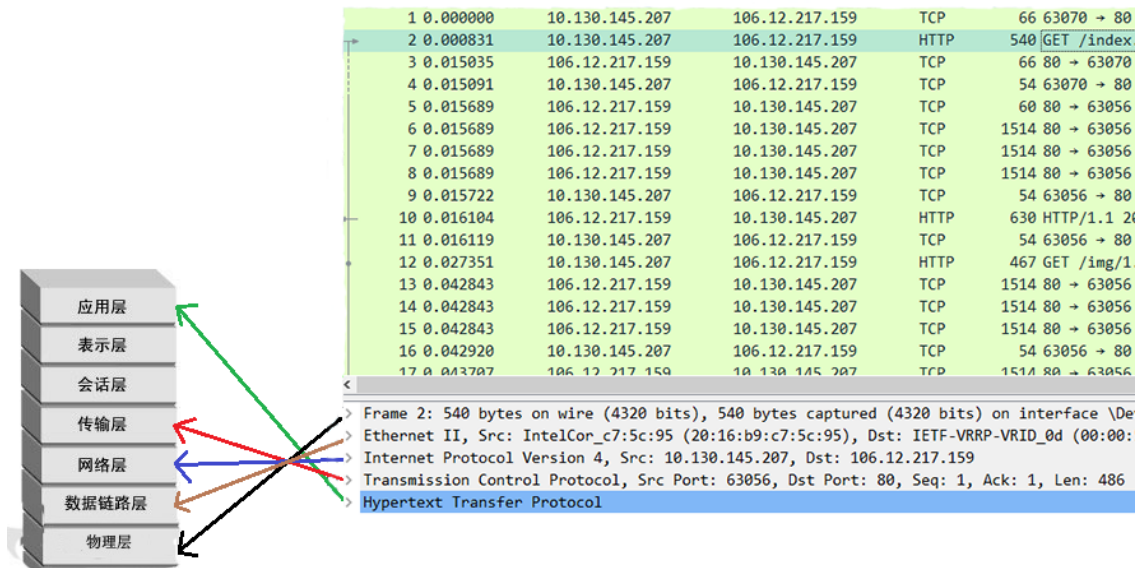 1 0.000000 10.130.145.207 106.12.217.159 TCP 66 63070 → 80
2 0.000831 10.130.145.207 106.12.217.159 HTTP 540 GET /index
3 0.015035 106.12.217.159 10.130.145.207 TCP 66 80 → 63070
4 0.015091 10.130.145.207 106.12.217.159 TCP 54 63070 → 80
5 0.015689 106.12.217.159 10.130.145.207 TCP 60 80 → 63056
6 0.015689 106.12.217.159 10.130.145.207 TCP 1514 80 → 63056
7 0.015689 106.12.217.159 10.130.145.207 TCP 1514 80 → 63056
8 0.015689 106.12.217.159 10.130.145.207 TCP 1514 80 → 63056
9 0.015722 10.130.145.207 106.12.217.159 TCP 54 63056 → 80
10 0.016104 106.12.217.159 10.130.145.207 HTTP 630 HTTP/1.1 20
11 0.016119 10.130.145.207 106.12.217.159 TCP 54 63056 → 80
12 0.027351 10.130.145.207 106.12.217.159 HTTP 467 GET /img/1.
13 0.042843 106.12.217.159 10.130.145.207 TCP 1514 80 → 63056
14 0.042843 106.12.217.159 10.130.145.207 TCP 1514 80 → 63056
15 0.042843 106.12.217.159 10.130.145.207 TCP 1514 80 → 63056
16 0.042920 10.130.145.207 106.12.217.159 TCP 54 63056 → 80
17 0.043707 106.12.217.159 10.130.145.207 TCP 1514 80 → 63056
应用层
表示层
会话层
传输层
网络层
数据链路层
物理层
Frame 2: 540 bytes on wire (4320 bits), 540 bytes captured (4320 bits) on interface \De
Ethernet II, Src: IntelCor_c7:5c:95 (20:16:b9:c7:5c:95), Dst: IETF-VRRP-VRID_0d (00:00:
Internet Protocol Version 4, Src: 10.130.145.207, Dst: 106.12.217.159
Transmission Control Protocol, Src Port: 63056, Dst Port: 80, Seq: 1, Ack: 1, Len: 486
Hypertext Transfer Protocol